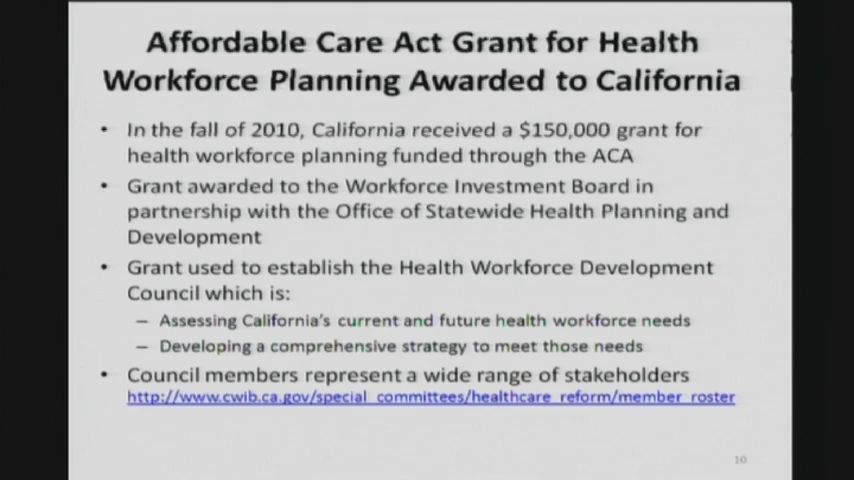 Affordable Care Act Grant for Health
Workforce Planning Awarded to California
• In the fall of 2010, California received a $150,000 grant for
health workforce planning funded through the ACA
• Grant awarded to the Workforce Investment Board in
partnership with the Office of Statewide Health Planning and
Development
• Grant used to establish the Health Workforce Development
Council which is:
– Assessing California's current and future health workforce needs
– Developing a comprehensive strategy to meet those needs
• Council members represent a wide range of stakeholders
http://www.cwib.ca.gov/special_committees/healthcare_reform/member_roster
10